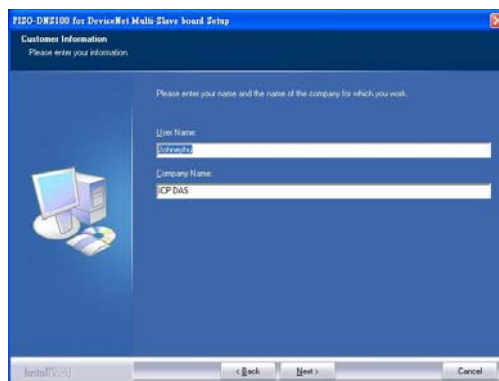 PISO-DNS100 for DeviceNet Multi-Slave board Setup
Customer Information
Please enter your information.
Please enter your name and the name of the company for which you work.
User Name:
Johneyhu
Company Name:
ICP DAS
InstallShield
< Back
Next >
Cancel